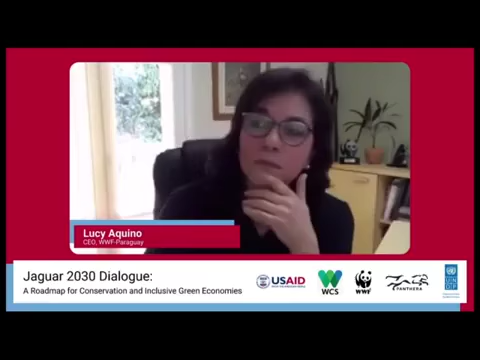 Lucy Aquino
CEO, WWF-Paraguay
Jaguar 2030 Dialogue:
A Roadmap for Conservation and Inclusive Green Economies
USAID
WCS
WWF
PANTHERA